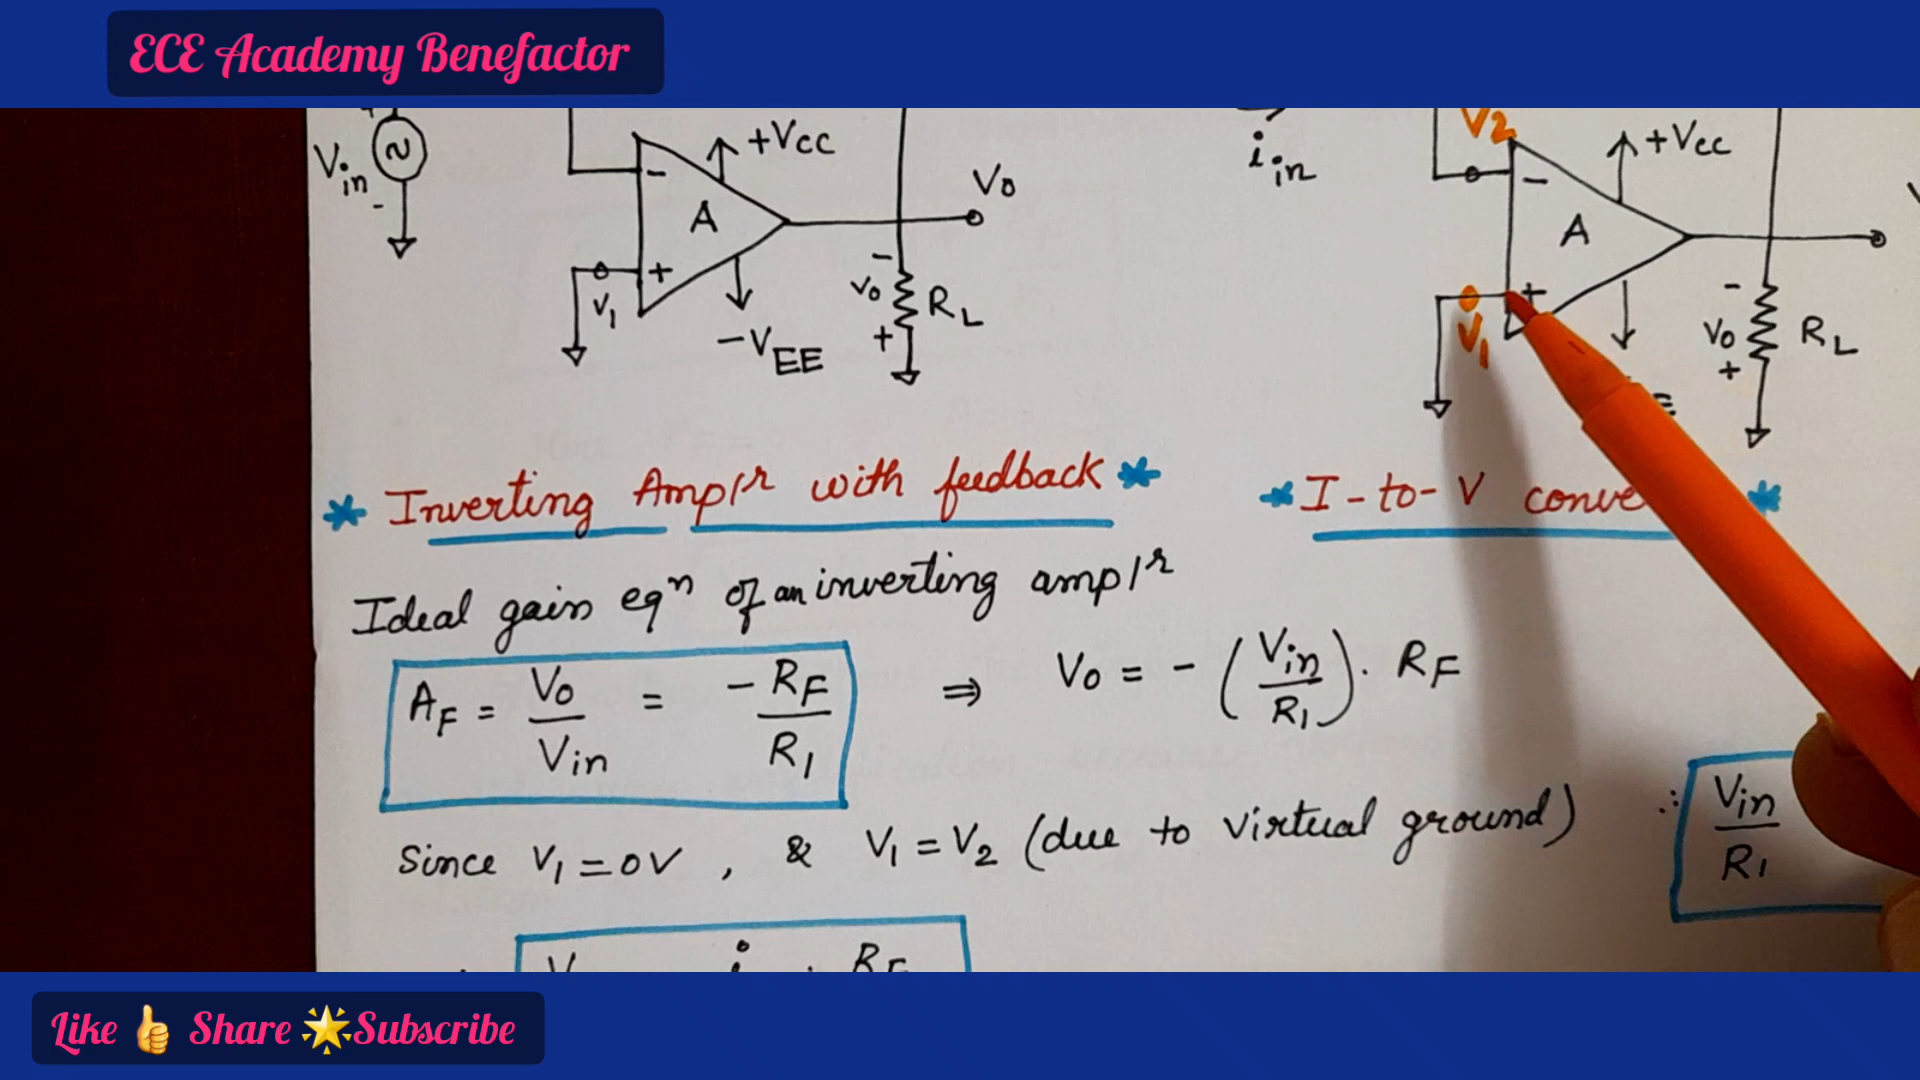 ECE Academy Benefactor
Vin
-
-
+
A
+Vcc
-VEE
V1
Vo
-
Vo
+
RL
iin
V2
-
+
A
+Vcc
V1
-
Vo
+
RL
* Inverting Ampl^r with feedback *
* I-to-V conve *
Ideal gain eq^n of an inverting ampl^r
AF = Vo/Vin = -RF/R1 ⇒ Vo = - (Vin/R1) . RF
Since V1 = 0V , & V1 = V2 (due to virtual ground) ∴ Vin/R1
Like 👍 Share 🌟Subscribe